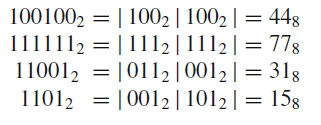 100100₂ = | 100₂ | 100₂ | = 44₈
111111₂ = | 111₂ | 111₂ | = 77₈
11001₂ = | 011₂ | 001₂ | = 31₈
1101₂ = | 001₂ | 101₂ | = 15₈